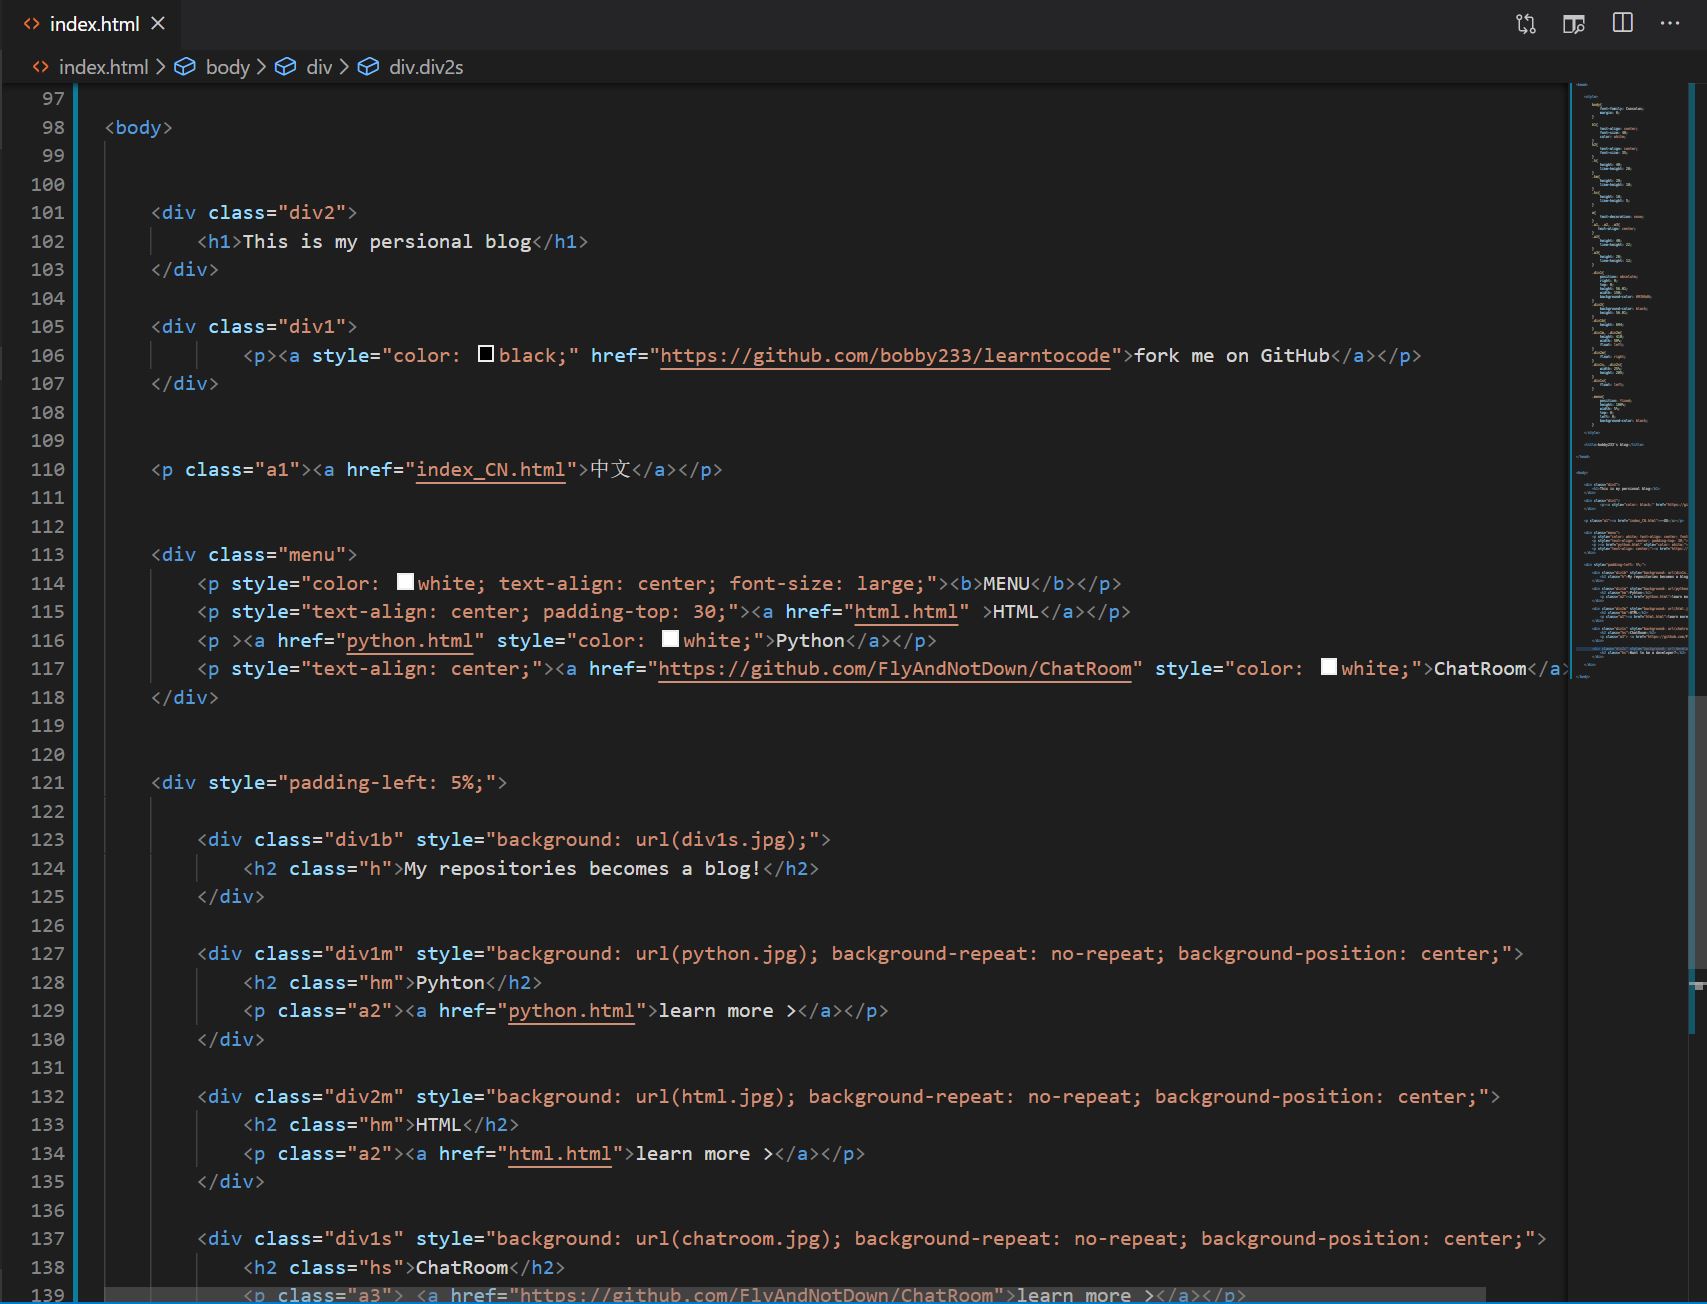 index.html
index.html > body > div > div.div2s
97
98 <body>
99
100
101 <div class="div2">
102 <h1>This is my persional blog</h1>
103 </div>
104
105 <div class="div1">
106 <p><a style="color: black;" href="https://github.com/bobby233/learntocode">fork me on GitHub</a></p>
107 </div>
108
109
110 <p class="a1"><a href="index_CN.html">中文</a></p>
111
112
113 <div class="menu">
114 <p style="color: white; text-align: center; font-size: large;"><b>MENU</b></p>
115 <p style="text-align: center; padding-top: 30;"><a href="html.html" >HTML</a></p>
116 <p ><a href="python.html" style="color: white;">Python</a></p>
117 <p style="text-align: center;"><a href="https://github.com/FlyAndNotDown/ChatRoom" style="color: white;">ChatRoom</a>
118 </div>
119
120
121 <div style="padding-left: 5%;">
122
123 <div class="div1b" style="background: url(div1s.jpg);">
124 <h2 class="h">My repositories becomes a blog!</h2>
125 </div>
126
127 <div class="div1m" style="background: url(python.jpg); background-repeat: no-repeat; background-position: center;">
128 <h2 class="hm">Pyhton</h2>
129 <p class="a2"><a href="python.html">learn more ></a></p>
130 </div>
131
132 <div class="div2m" style="background: url(html.jpg); background-repeat: no-repeat; background-position: center;">
133 <h2 class="hm">HTML</h2>
134 <p class="a2"><a href="html.html">learn more ></a></p>
135 </div>
136
137 <div class="div1s" style="background: url(chatroom.jpg); background-repeat: no-repeat; background-position: center;">
138 <h2 class="hs">ChatRoom</h2>
139 <p class="a3"> <a href="https://github.com/FlyAndNotDown/ChatRoom">learn more ></a></p>